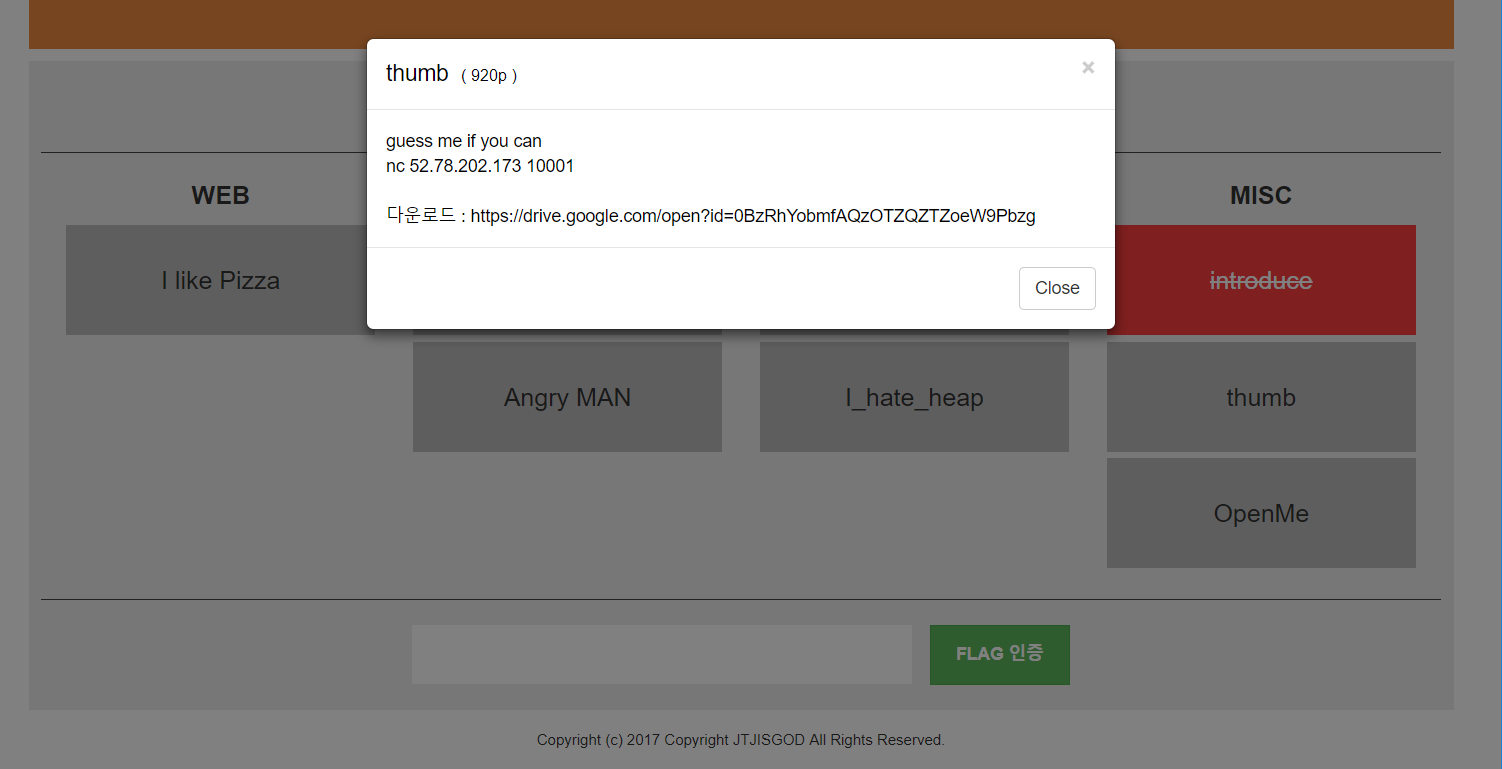 thumb ( 920p )
×
guess me if you can
nc 52.78.202.173 10001
다운로드 : https://drive.google.com/open?id=0BzRhYobmfAQzOTZQZTZoeW9Pbzg
Close
WEB
MISC
I like Pizza
introduce
Angry MAN
I_hate_heap
thumb
OpenMe
FLAG 인증
Copyright (c) 2017 Copyright JTJISGOD All Rights Reserved.